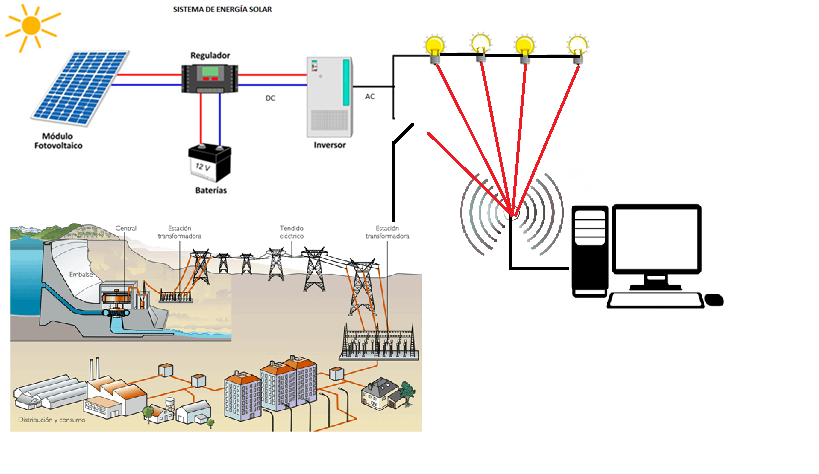 SISTEMA DE ENERGÍA SOLAR
Regulador
DC
AC
Módulo
Fotovoltaico
Inversor
12 V
Baterías
Central
Estación
transformadora
Tendido
eléctrico
Estación
transformadora
Embalse
Distribución y consumo